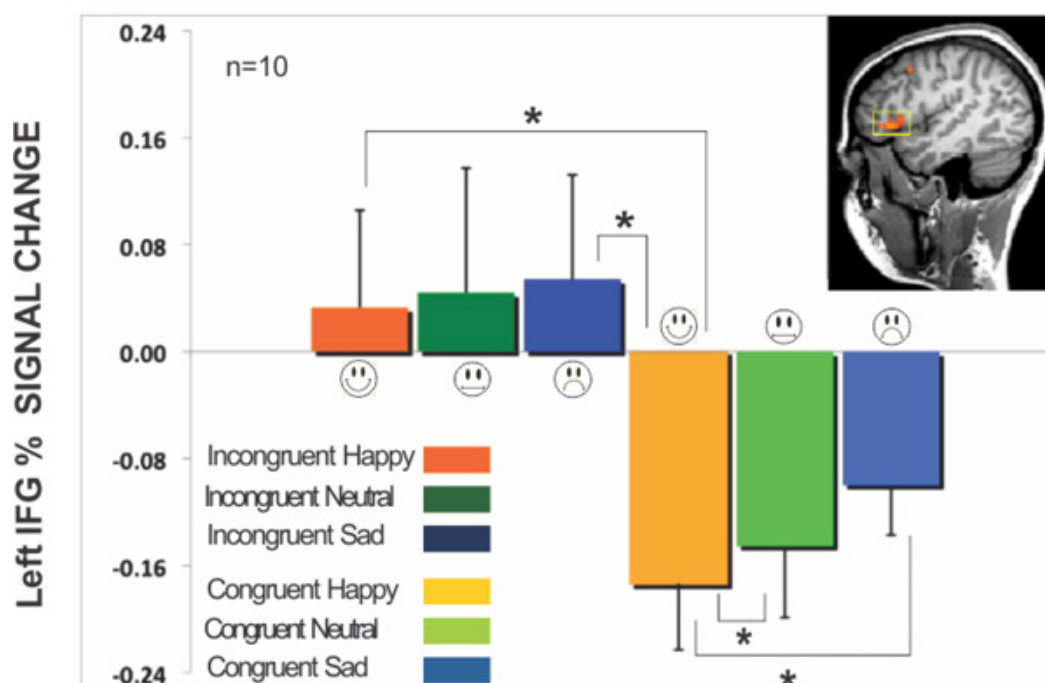 Left IFG % SIGNAL CHANGE
0.24
0.16
0.08
0.00
-0.08
-0.16
-0.24
n=10
*
*
*
*
Incongruent Happy
Incongruent Neutral
Incongruent Sad
Congruent Happy
Congruent Neutral
Congruent Sad